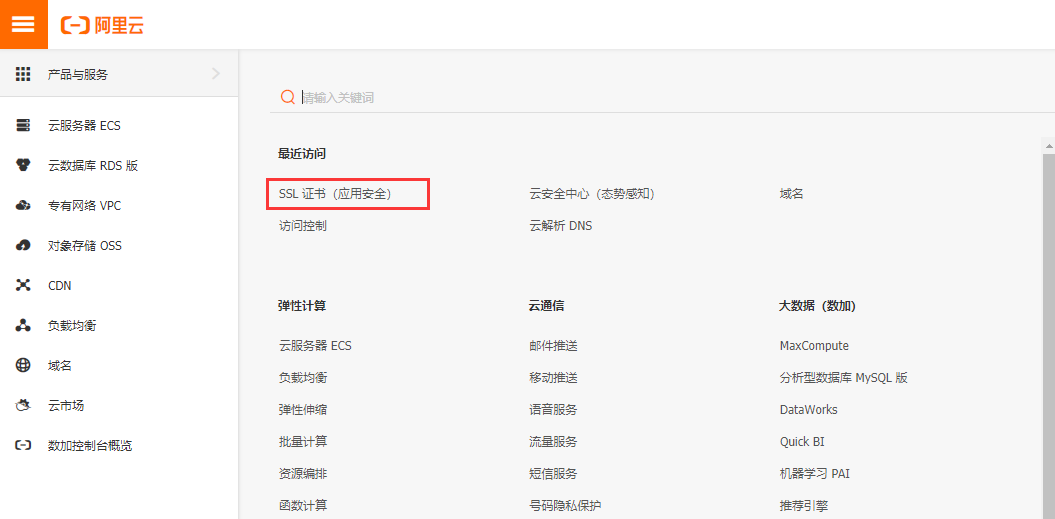 阿里云
产品与服务
云服务器 ECS
云数据库 RDS 版
专有网络 VPC
对象存储 OSS
CDN
负载均衡
域名
云市场
数加控制台概览
请输入关键词
最近访问
SSL 证书（应用安全） 云安全中心（态势感知） 域名
访问控制 云解析 DNS
弹性计算 云通信 大数据（数加）
云服务器 ECS 邮件推送 MaxCompute
负载均衡 移动推送 分析型数据库 MySQL 版
弹性伸缩 语音服务 DataWorks
批量计算 流量服务 Quick BI
资源编排 短信服务 机器学习 PAI
函数计算 号码隐私保护 推荐引擎